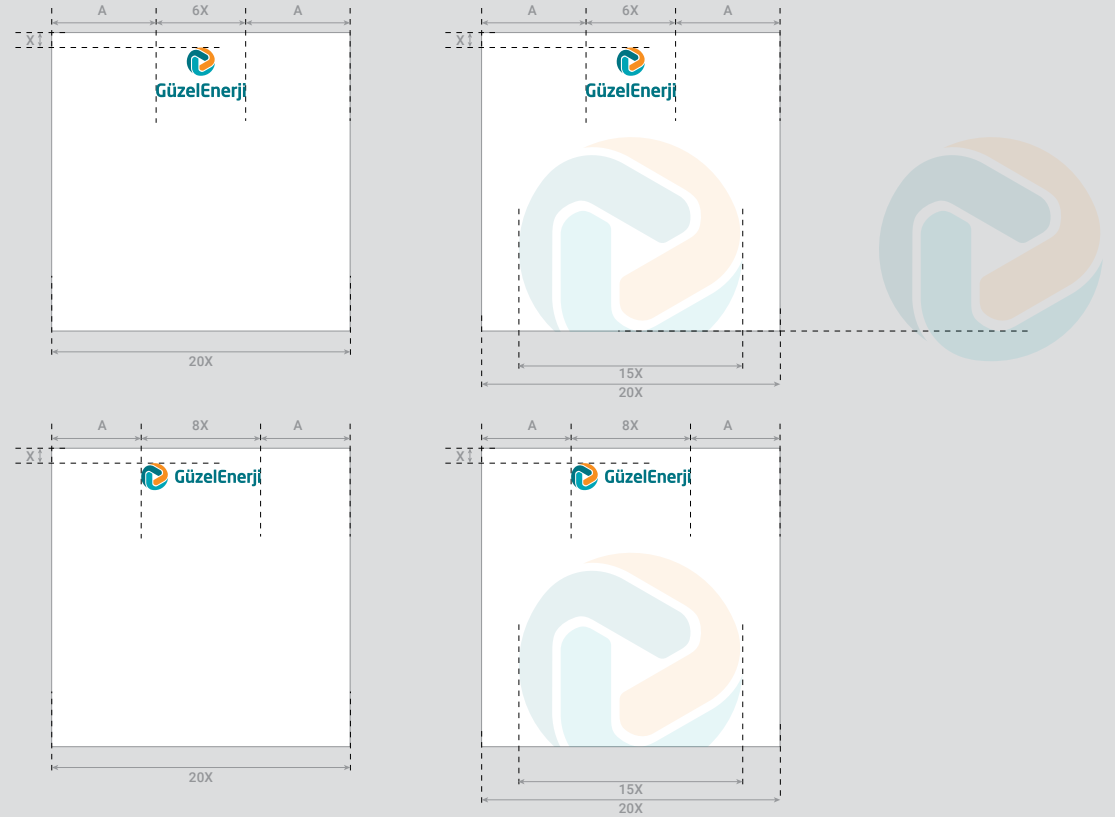 A 6X A
A 6X A
X
X
GüzelEnerji
GüzelEnerji
20X
15X
20X
A 8X A
A 8X A
X
X
GüzelEnerji
GüzelEnerji
20X
15X
20X